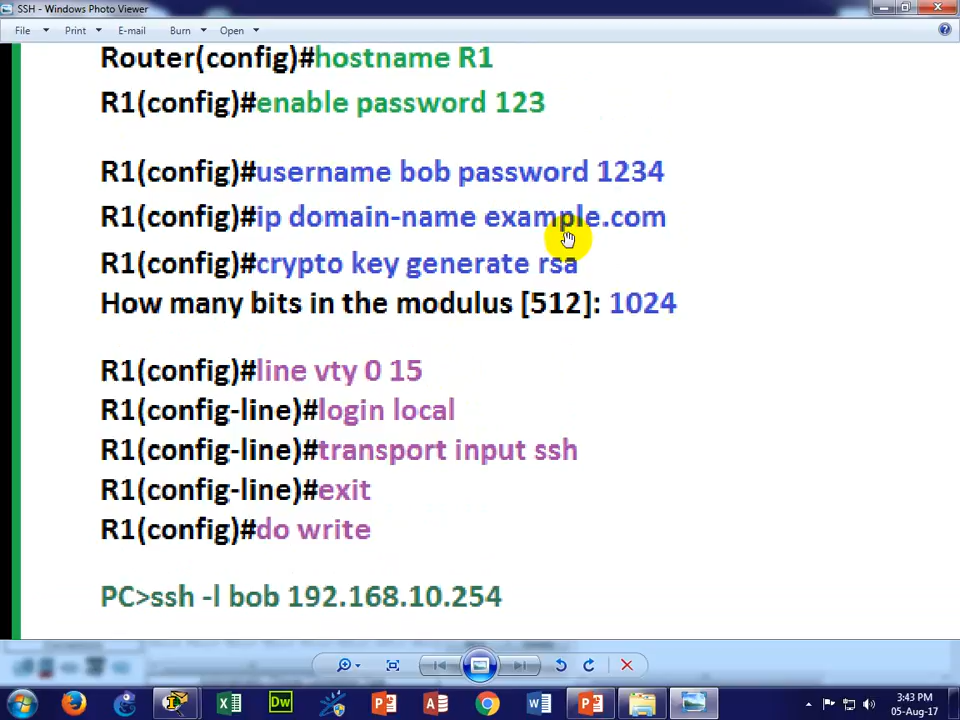 SSH - Windows Photo Viewer
File Print E-mail Burn Open
Router(config)#hostname R1
R1(config)#enable password 123
R1(config)#username bob password 1234
R1(config)#ip domain-name example.com
R1(config)#crypto key generate rsa
How many bits in the modulus [512]: 1024
R1(config)#line vty 0 15
R1(config-line)#login local
R1(config-line)#transport input ssh
R1(config-line)#exit
R1(config)#do write
PC>ssh -l bob 192.168.10.254
3:43 PM
05-Aug-17